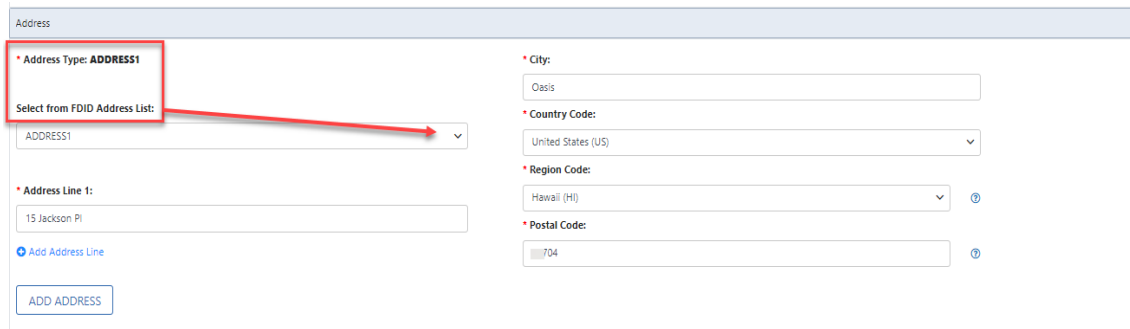 Address
* Address Type: ADDRESS1
Select from FDID Address List:
ADDRESS1
* Address Line 1:
15 Jackson Pl
Add Address Line
ADD ADDRESS
* City:
Oasis
* Country Code:
United States (US)
* Region Code:
Hawaii (HI)
* Postal Code:
704